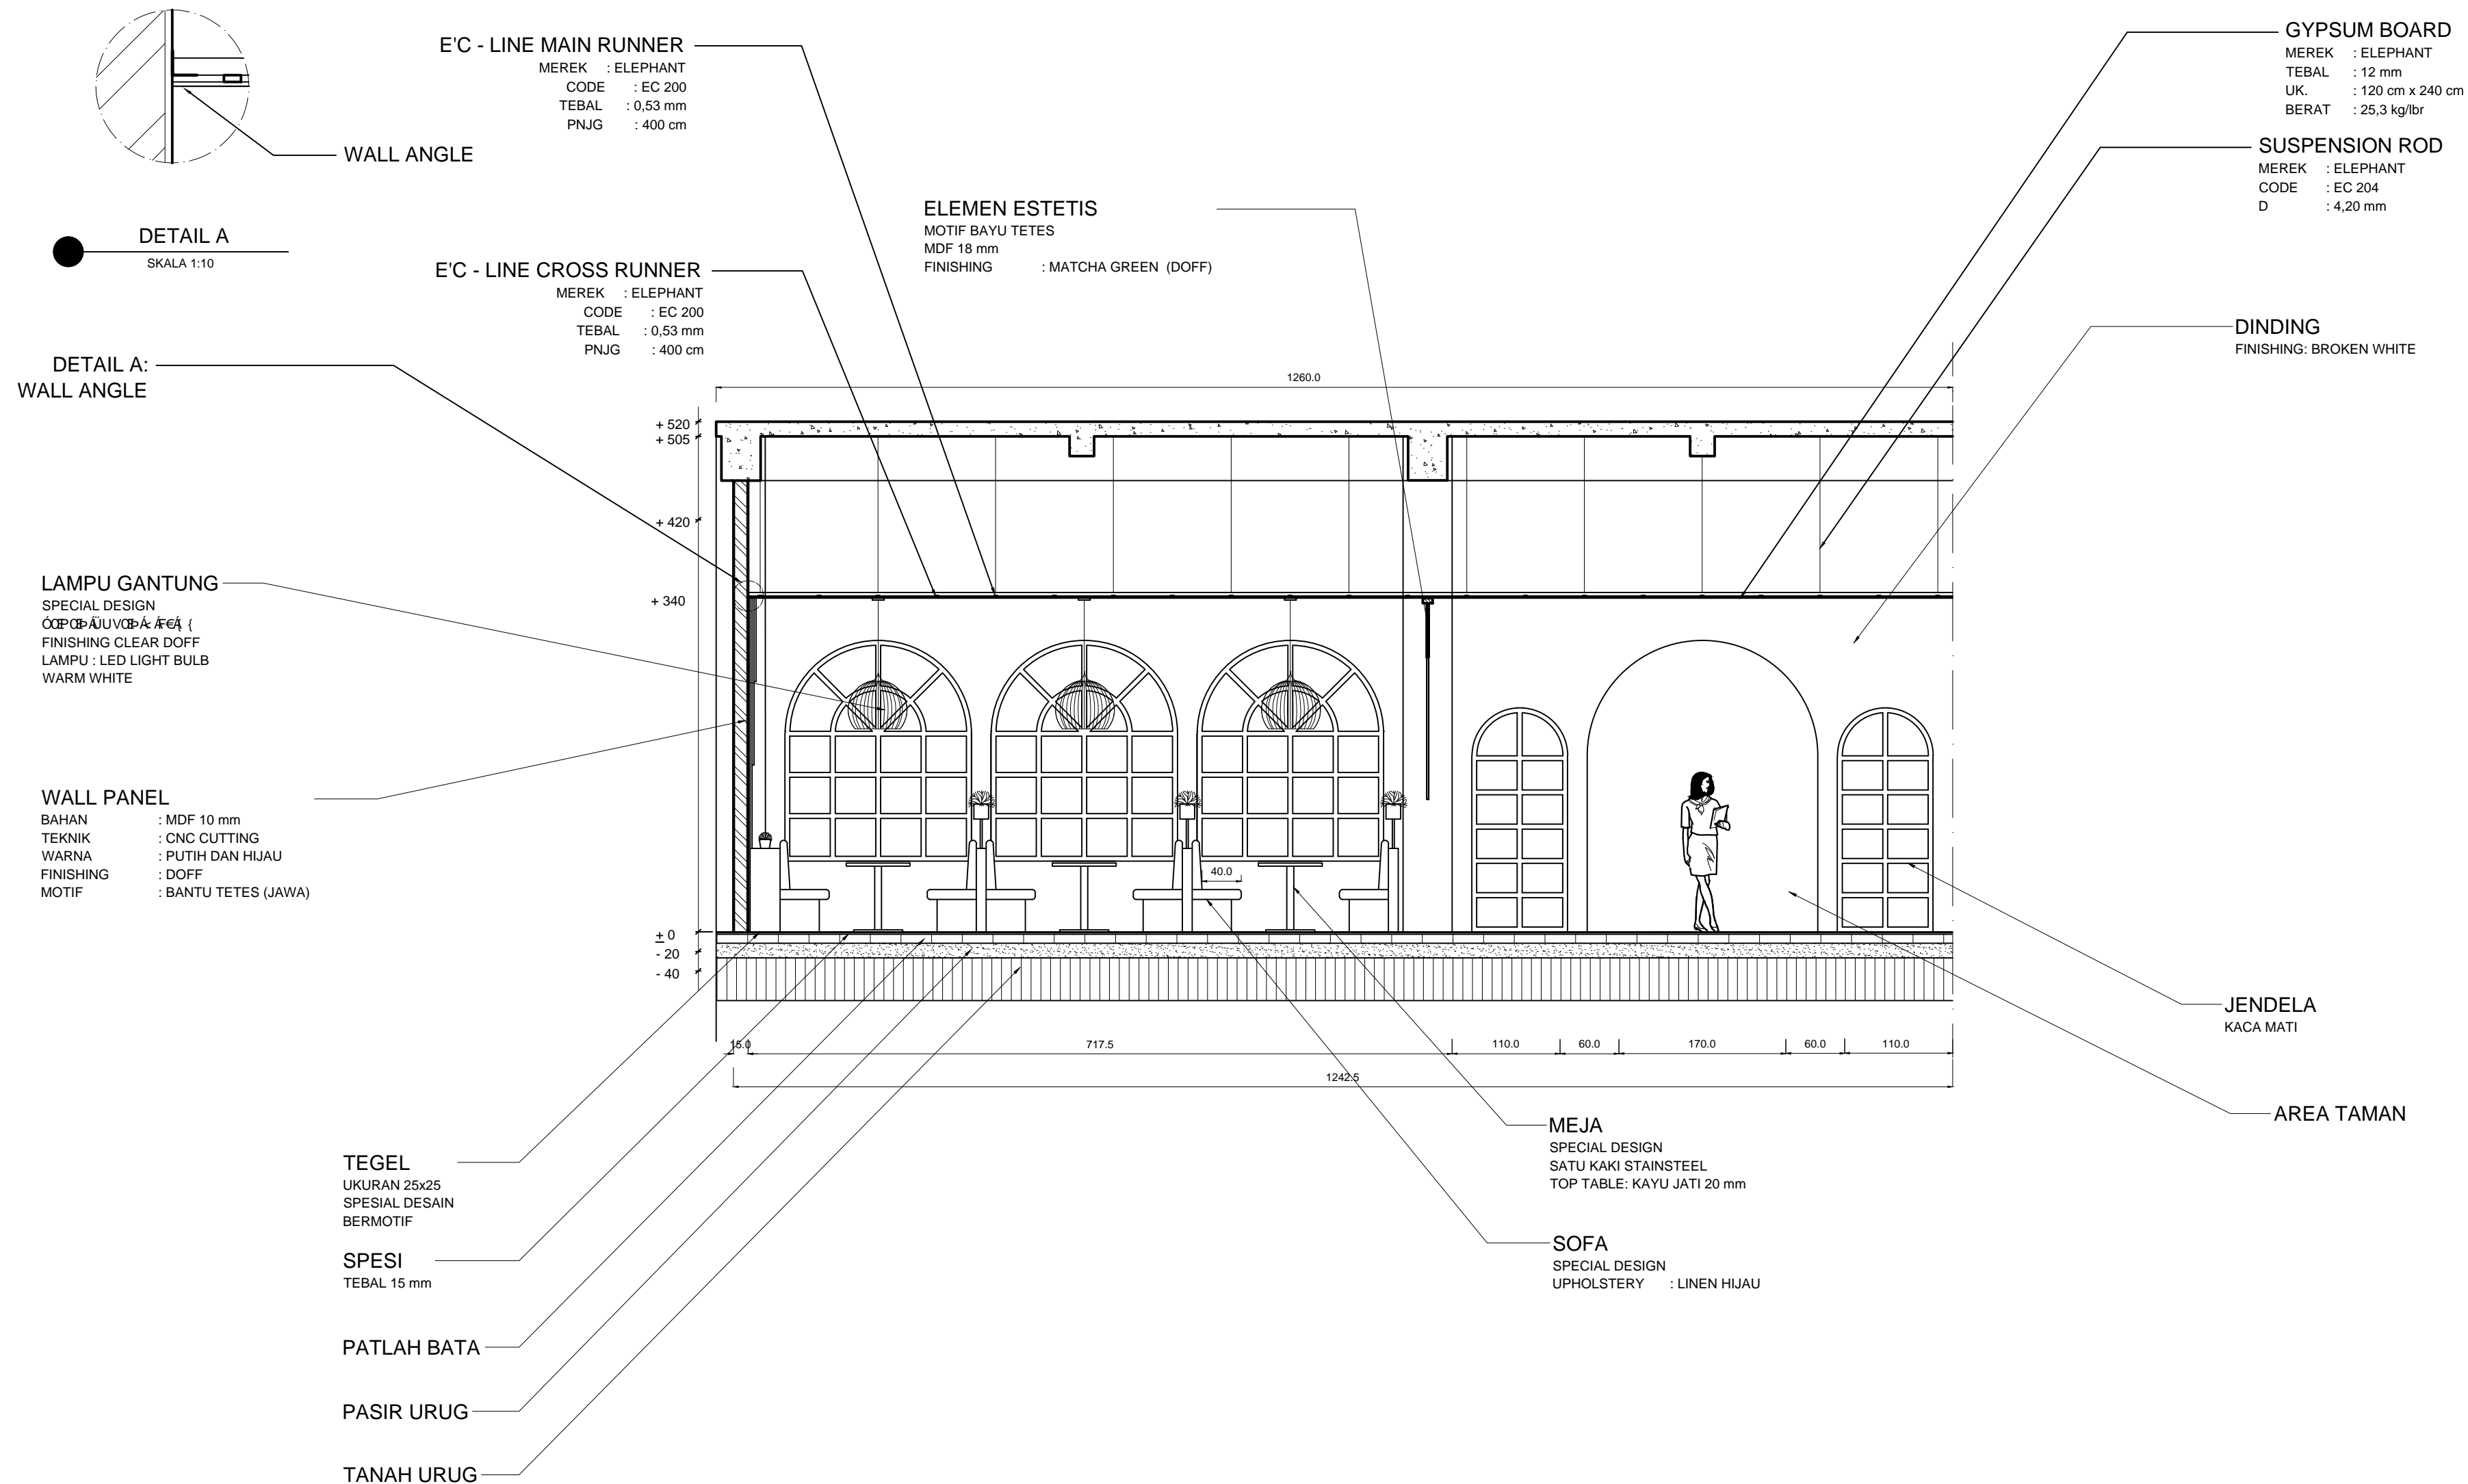 E'C - LINE MAIN RUNNER
MEREK : ELEPHANT
CODE : EC 200
TEBAL : 0,53 mm
PNJG : 400 cm
GYPSUM BOARD
MEREK : ELEPHANT
TEBAL : 12 mm
UK. : 120 cm x 240 cm
BERAT : 25,3 kg/lbr
WALL ANGLE
SUSPENSION ROD
MEREK : ELEPHANT
CODE : EC 204
D : 4,20 mm
DETAIL A
SKALA 1:10
ELEMEN ESTETIS
MOTIF BAYU TETES
MDF 18 mm
FINISHING : MATCHA GREEN (DOFF)
E'C - LINE CROSS RUNNER
MEREK : ELEPHANT
CODE : EC 200
TEBAL : 0,53 mm
PNJG : 400 cm
DINDING
FINISHING: BROKEN WHITE
DETAIL A:
WALL ANGLE
1260.0
+ 520
+ 505
+ 420
+ 340
LAMPU GANTUNG
SPECIAL DESIGN
FINISHING CLEAR DOFF
LAMPU : LED LIGHT BULB
WARM WHITE
WALL PANEL
BAHAN : MDF 10 mm
TEKNIK : CNC CUTTING
WARNA : PUTIH DAN HIJAU
FINISHING : DOFF
MOTIF : BANTU TETES (JAWA)
40.0
± 0
- 20
- 40
JENDELA
KACA MATI
15.0 717.5 110.0 60.0 170.0 60.0 110.0
1242.5
AREA TAMAN
MEJA
SPECIAL DESIGN
SATU KAKI STAINSTEEL
TOP TABLE: KAYU JATI 20 mm
TEGEL
UKURAN 25x25
SPESIAL DESAIN
BERMOTIF
SOFA
SPECIAL DESIGN
UPHOLSTERY : LINEN HIJAU
SPESI
TEBAL 15 mm
PATLAH BATA
PASIR URUG
TANAH URUG